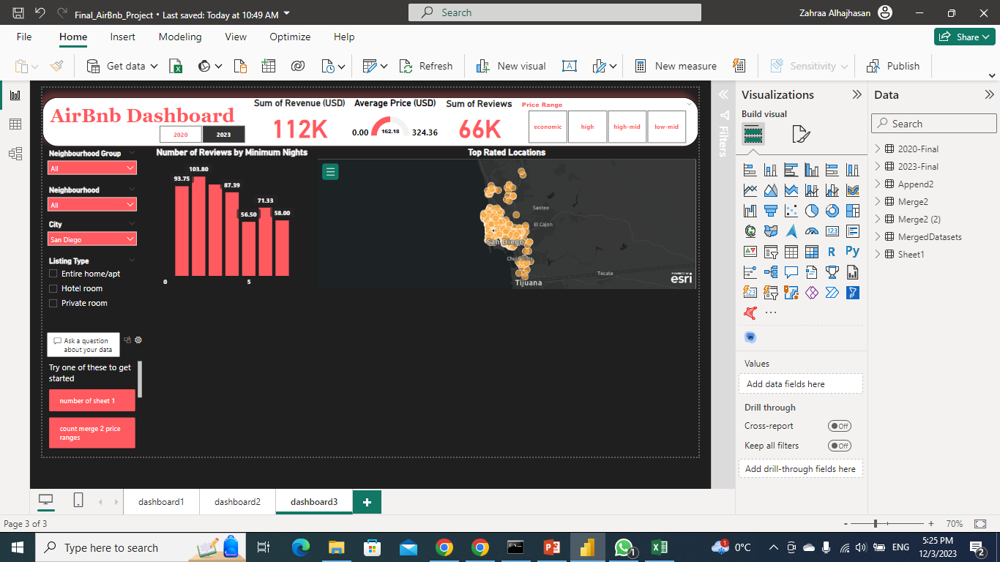 Final_AirBnb_Project • Last saved: Today at 10:49 AM
Search
Zahraa Alhajhasan
File Home Insert Modeling View Optimize Help
Share
Get data
Refresh
New visual
New measure
Sensitivity
Publish
AirBnb Dashboard
2020
2023
Sum of Revenue (USD)
112K
Average Price (USD)
0.00
162.18
324.36
Sum of Reviews
66K
Price Range
economic
high
high-mid
low-mid
Neighbourhood Group
All
Neighbourhood
All
City
San Diego
Listing Type
Entire home/apt
Hotel room
Private room
Ask a question
about your data
Try one of these to get
started
number of sheet 1
count merge 2 price
ranges
Number of Reviews by Minimum Nights
93.75
103.80
87.39
56.50
71.33
58.00
0
5
Top Rated Locations
Santee
El Cajon
San Diego
Chula Vista
Tijuana
Tecate
POWERED BY
esri
Filters
Visualizations
Build visual
R
Py
123
123
Values
Add data fields here
Drill through
Cross-report
Off
Keep all filters
Off
Add drill-through fields here
Data
Search
2020-Final
2023-Final
Append2
Merge2
Merge2 (2)
MergedDatasets
Sheet1
dashboard1
dashboard2
dashboard3
Page 3 of 3
- + 70%
Type here to search
1
1
0°C
ENG
5:25 PM
12/3/2023
2